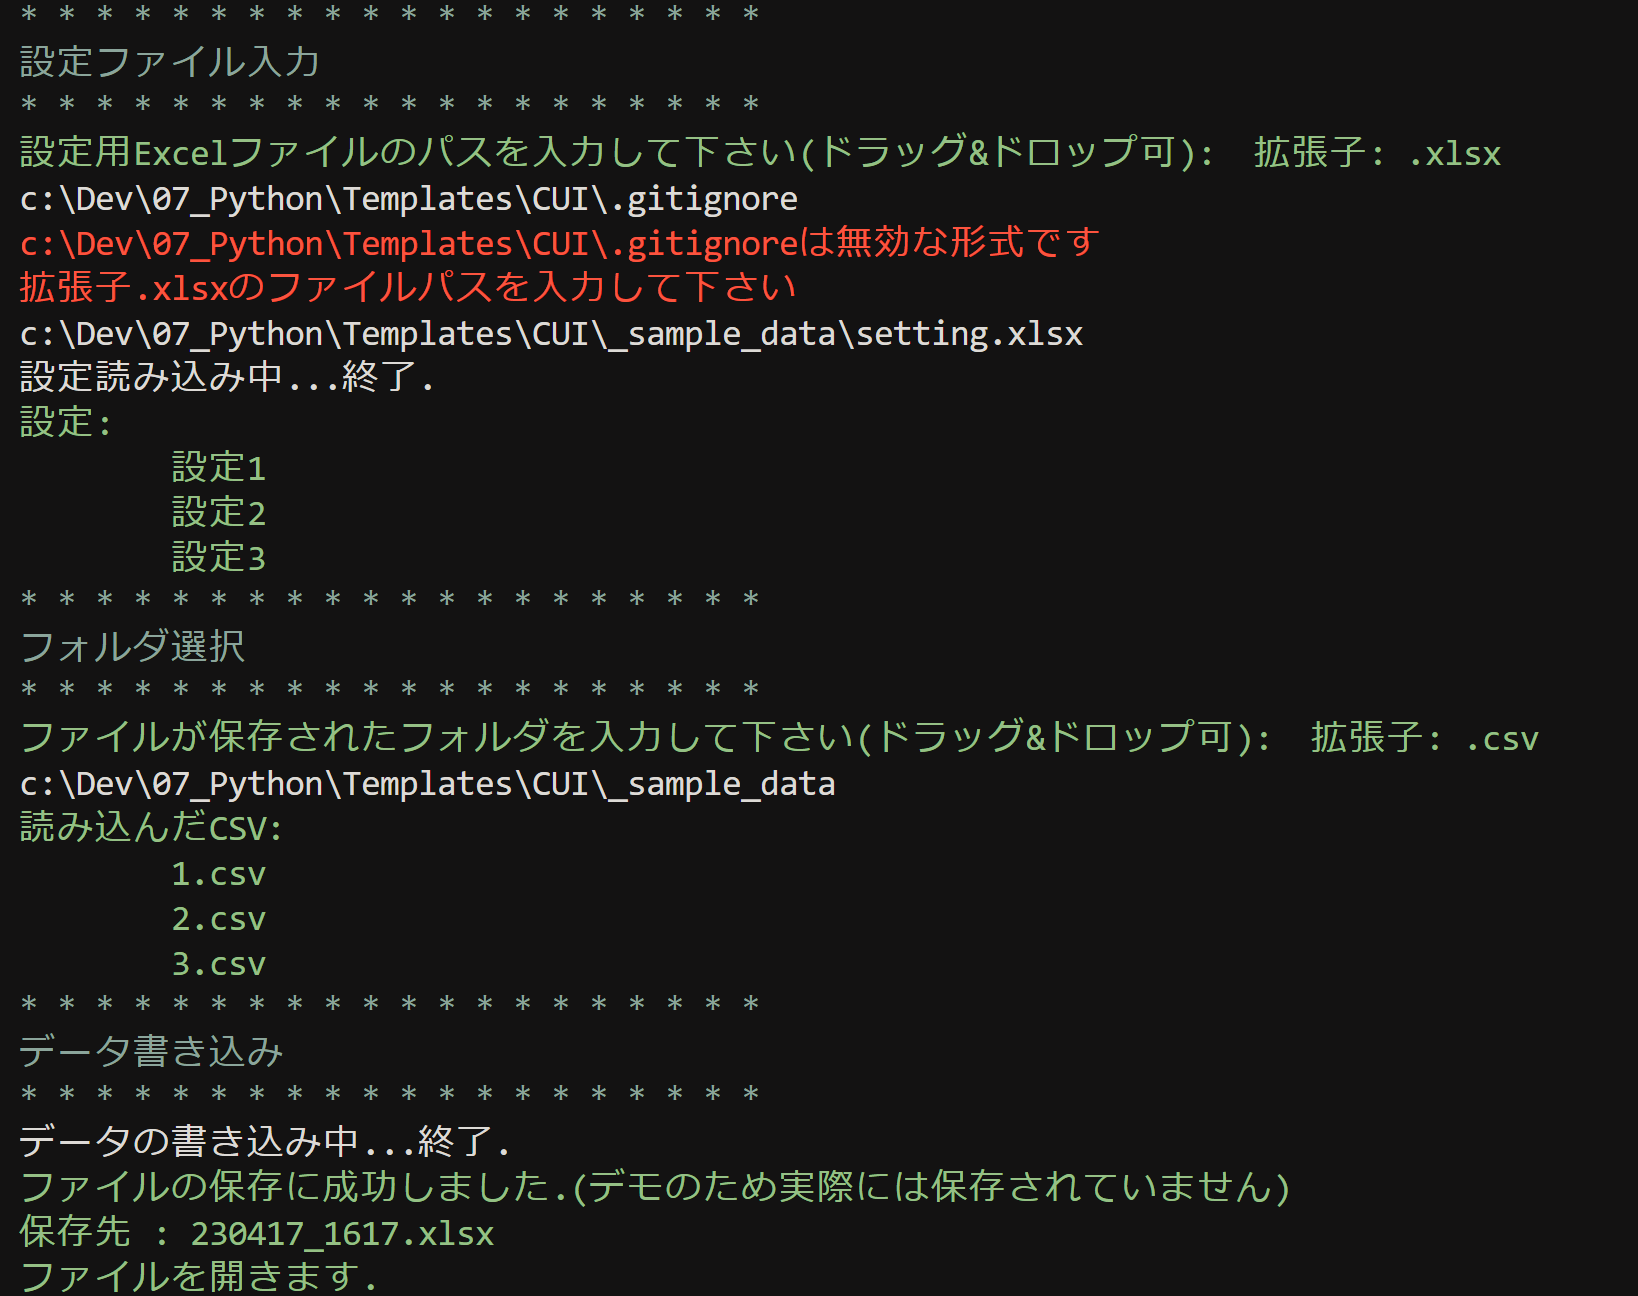 * * * * * * * * * * * * * * * * * * * *
設定ファイル入力
* * * * * * * * * * * * * * * * * * * *
設定用Excelファイルのパスを入力して下さい(ドラッグ&ドロップ可):　拡張子: .xlsx
c:\Dev\07_Python\Templates\CUI\.gitignore
c:\Dev\07_Python\Templates\CUI\.gitignoreは無効な形式です
拡張子.xlsxのファイルパスを入力して下さい
c:\Dev\07_Python\Templates\CUI\_sample_data\setting.xlsx
設定読み込み中...終了.
設定:
        設定1
        設定2
        設定3
* * * * * * * * * * * * * * * * * * * *
フォルダ選択
* * * * * * * * * * * * * * * * * * * *
ファイルが保存されたフォルダを入力して下さい(ドラッグ&ドロップ可):　拡張子: .csv
c:\Dev\07_Python\Templates\CUI\_sample_data
読み込んだCSV:
        1.csv
        2.csv
        3.csv
* * * * * * * * * * * * * * * * * * * *
データ書き込み
* * * * * * * * * * * * * * * * * * * *
データの書き込み中...終了.
ファイルの保存に成功しました.(デモのため実際には保存されていません)
保存先 : 230417_1617.xlsx
ファイルを開きます.